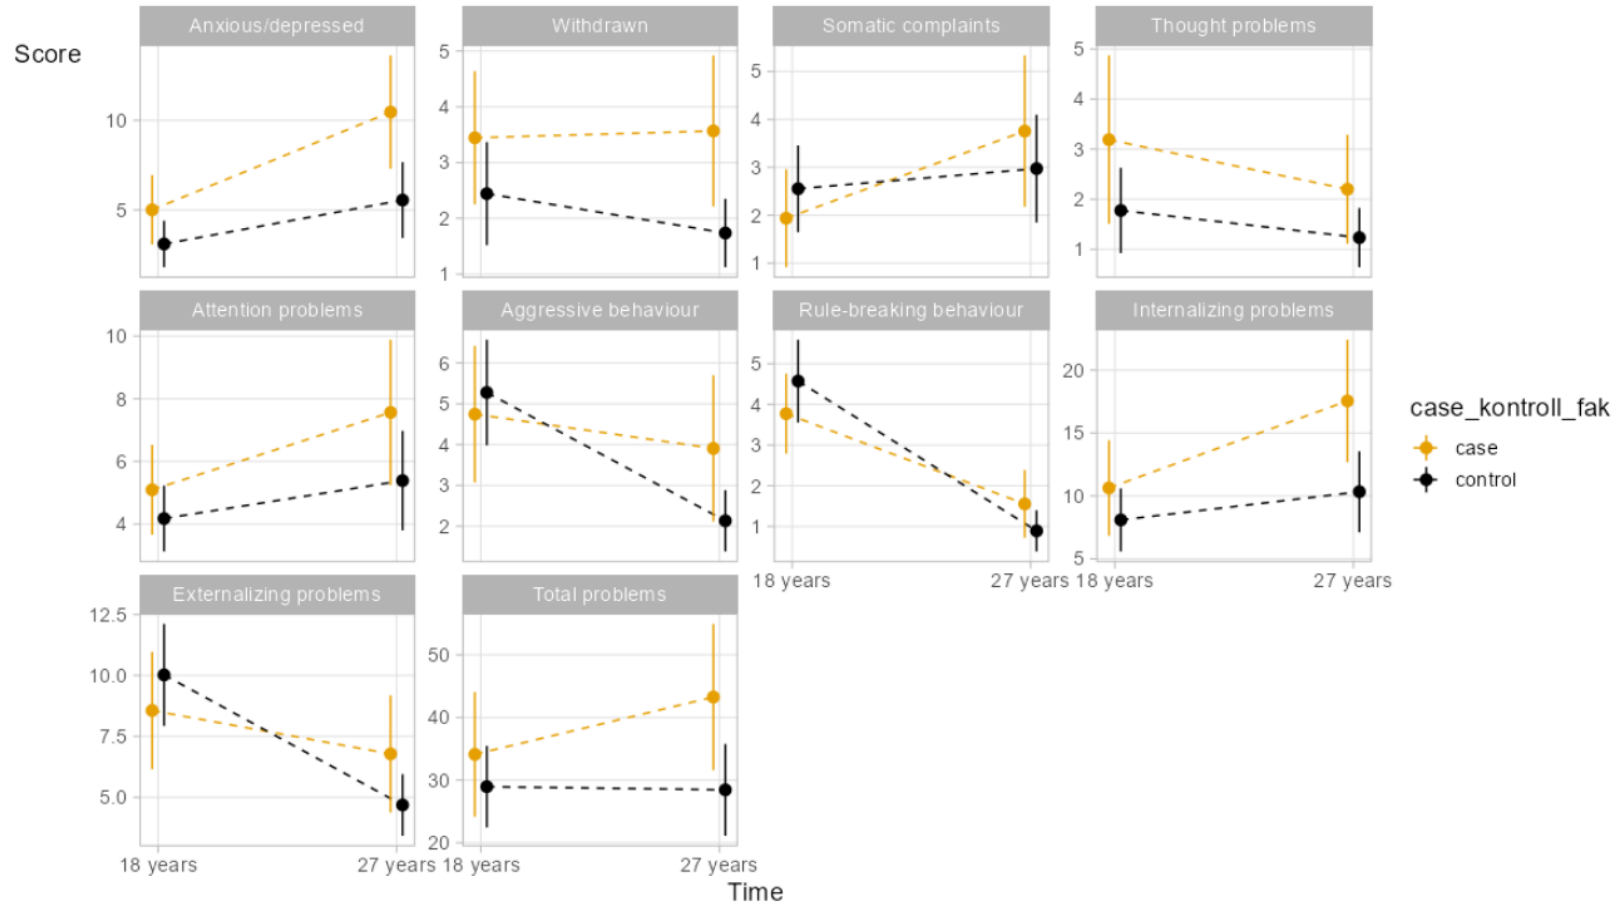 Score
Anxious/depressed
10
5
Withdrawn
5
4
3
2
1
Somatic complaints
5
4
3
2
1
Thought problems
5
4
3
2
1
Attention problems
10
8
6
4
Aggressive behaviour
6
5
4
3
2
Rule-breaking behaviour
5
4
3
2
1
18 years
27 years
Internalizing problems
20
15
10
5
18 years
27 years
Externalizing problems
12.5
10.0
7.5
5.0
18 years
27 years
Total problems
50
40
30
20
18 years
27 years
Time
case_kontroll_fak
case
control